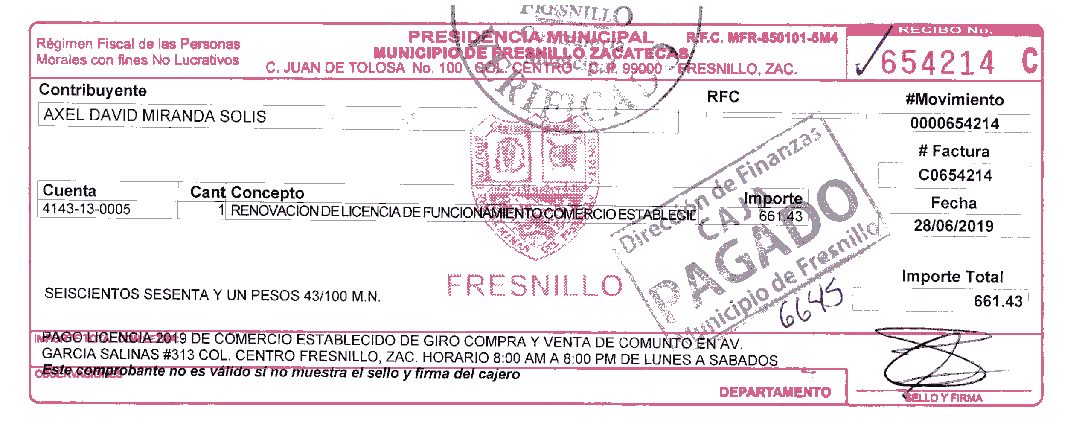 FRESNILLO
VERIFICADO
Régimen Fiscal de las Personas
Morales con fines No Lucrativos
PRESIDENCIA MUNICIPAL
MUNICIPIO DE FRESNILLO ZACATECAS
R.F.C. MFR-850101-5M4
C. JUAN DE TOLOSA No. 100 COL. CENTRO C.P. 99000 FRESNILLO, ZAC.
RECIBO No.
654214 C
Contribuyente
AXEL DAVID MIRANDA SOLIS
RFC
#Movimiento
0000654214
# Factura
C0654214
Fecha
28/06/2019
Cuenta Cant Concepto Importe
4143-13-0005 1 RENOVACION DE LICENCIA DE FUNCIONAMIENTO COMERCIO ESTABLECIL 661.43
Dirección de Finanzas
CAJA
PAGADO
Municipio de Fresnillo
6645
FRESNILLO
Importe Total
661.43
SEISCIENTOS SESENTA Y UN PESOS 43/100 M.N.
PAGO LICENCIA 2019 DE COMERCIO ESTABLECIDO DE GIRO COMPRA Y VENTA DE COMUNTO EN AV.
GARCIA SALINAS #313 COL. CENTRO FRESNILLO, ZAC. HORARIO 8:00 AM A 8:00 PM DE LUNES A SABADOS
Este comprobante no es válido si no muestra el sello y firma del cajero
OBSERVACIONES
DEPARTAMENTO
SELLO Y FIRMA